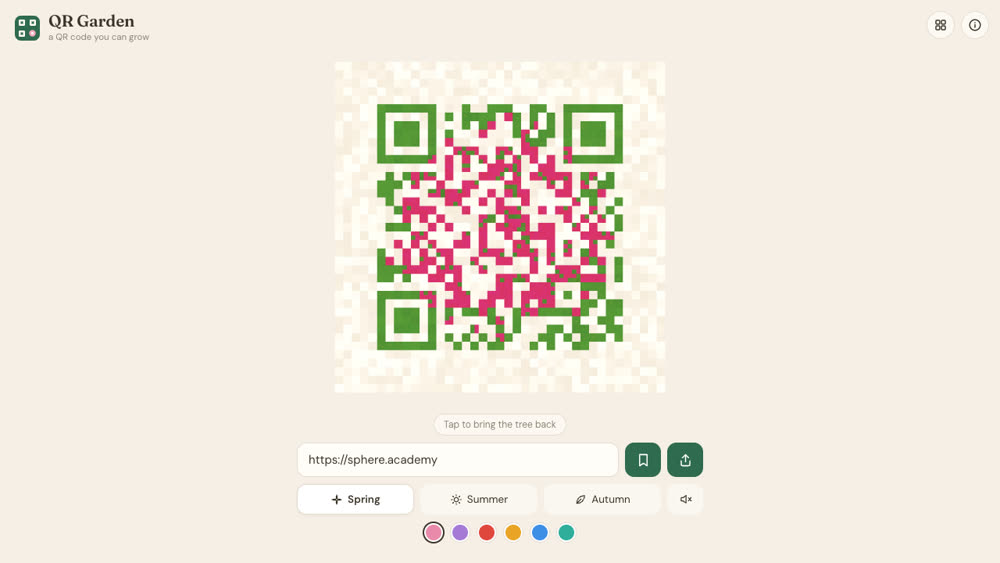 QR Garden
a QR code you can grow
Tap to bring the tree back
https://sphere.academy
Spring
Summer
Autumn